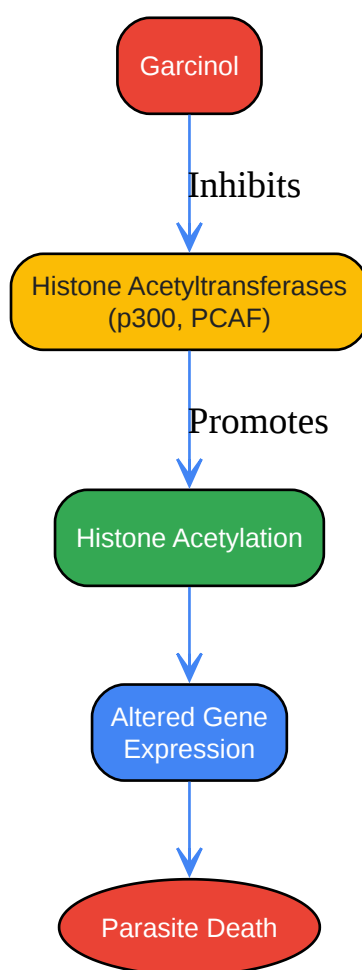 Garcinol
Inhibits
Histone Acetyltransferases
(p300, PCAF)
Promotes
Histone Acetylation
Altered Gene
Expression
Parasite Death